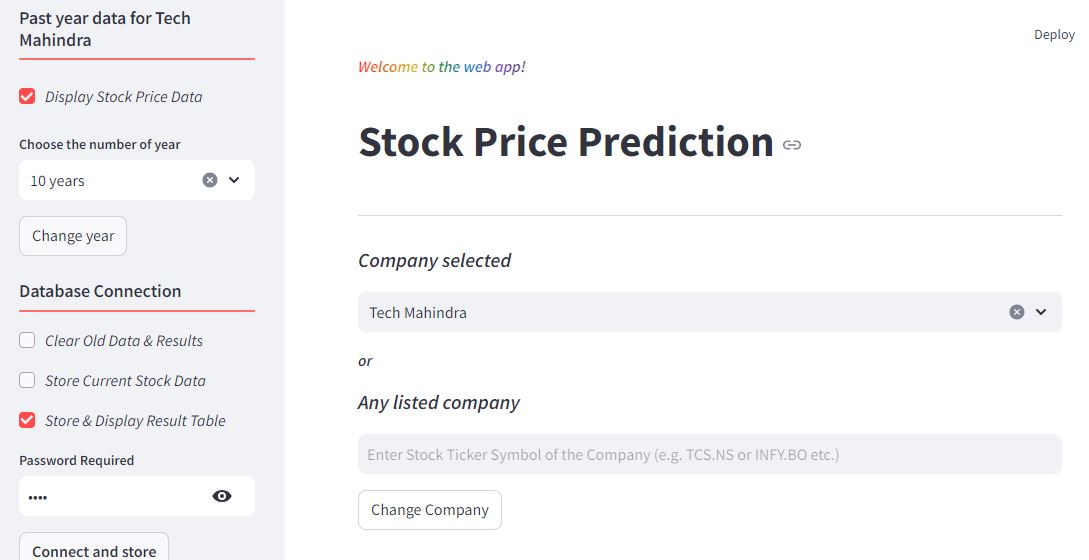 Past year data for Tech
Mahindra
Display Stock Price Data
Choose the number of year
10 years
Change year
Database Connection
Clear Old Data & Results
Store Current Stock Data
Store & Display Result Table
Password Required
••••
Connect and store
Deploy
Welcome to the web app!
Stock Price Prediction
Company selected
Tech Mahindra
or
Any listed company
Enter Stock Ticker Symbol of the Company (e.g. TCS.NS or INFY.BO etc.)
Change Company